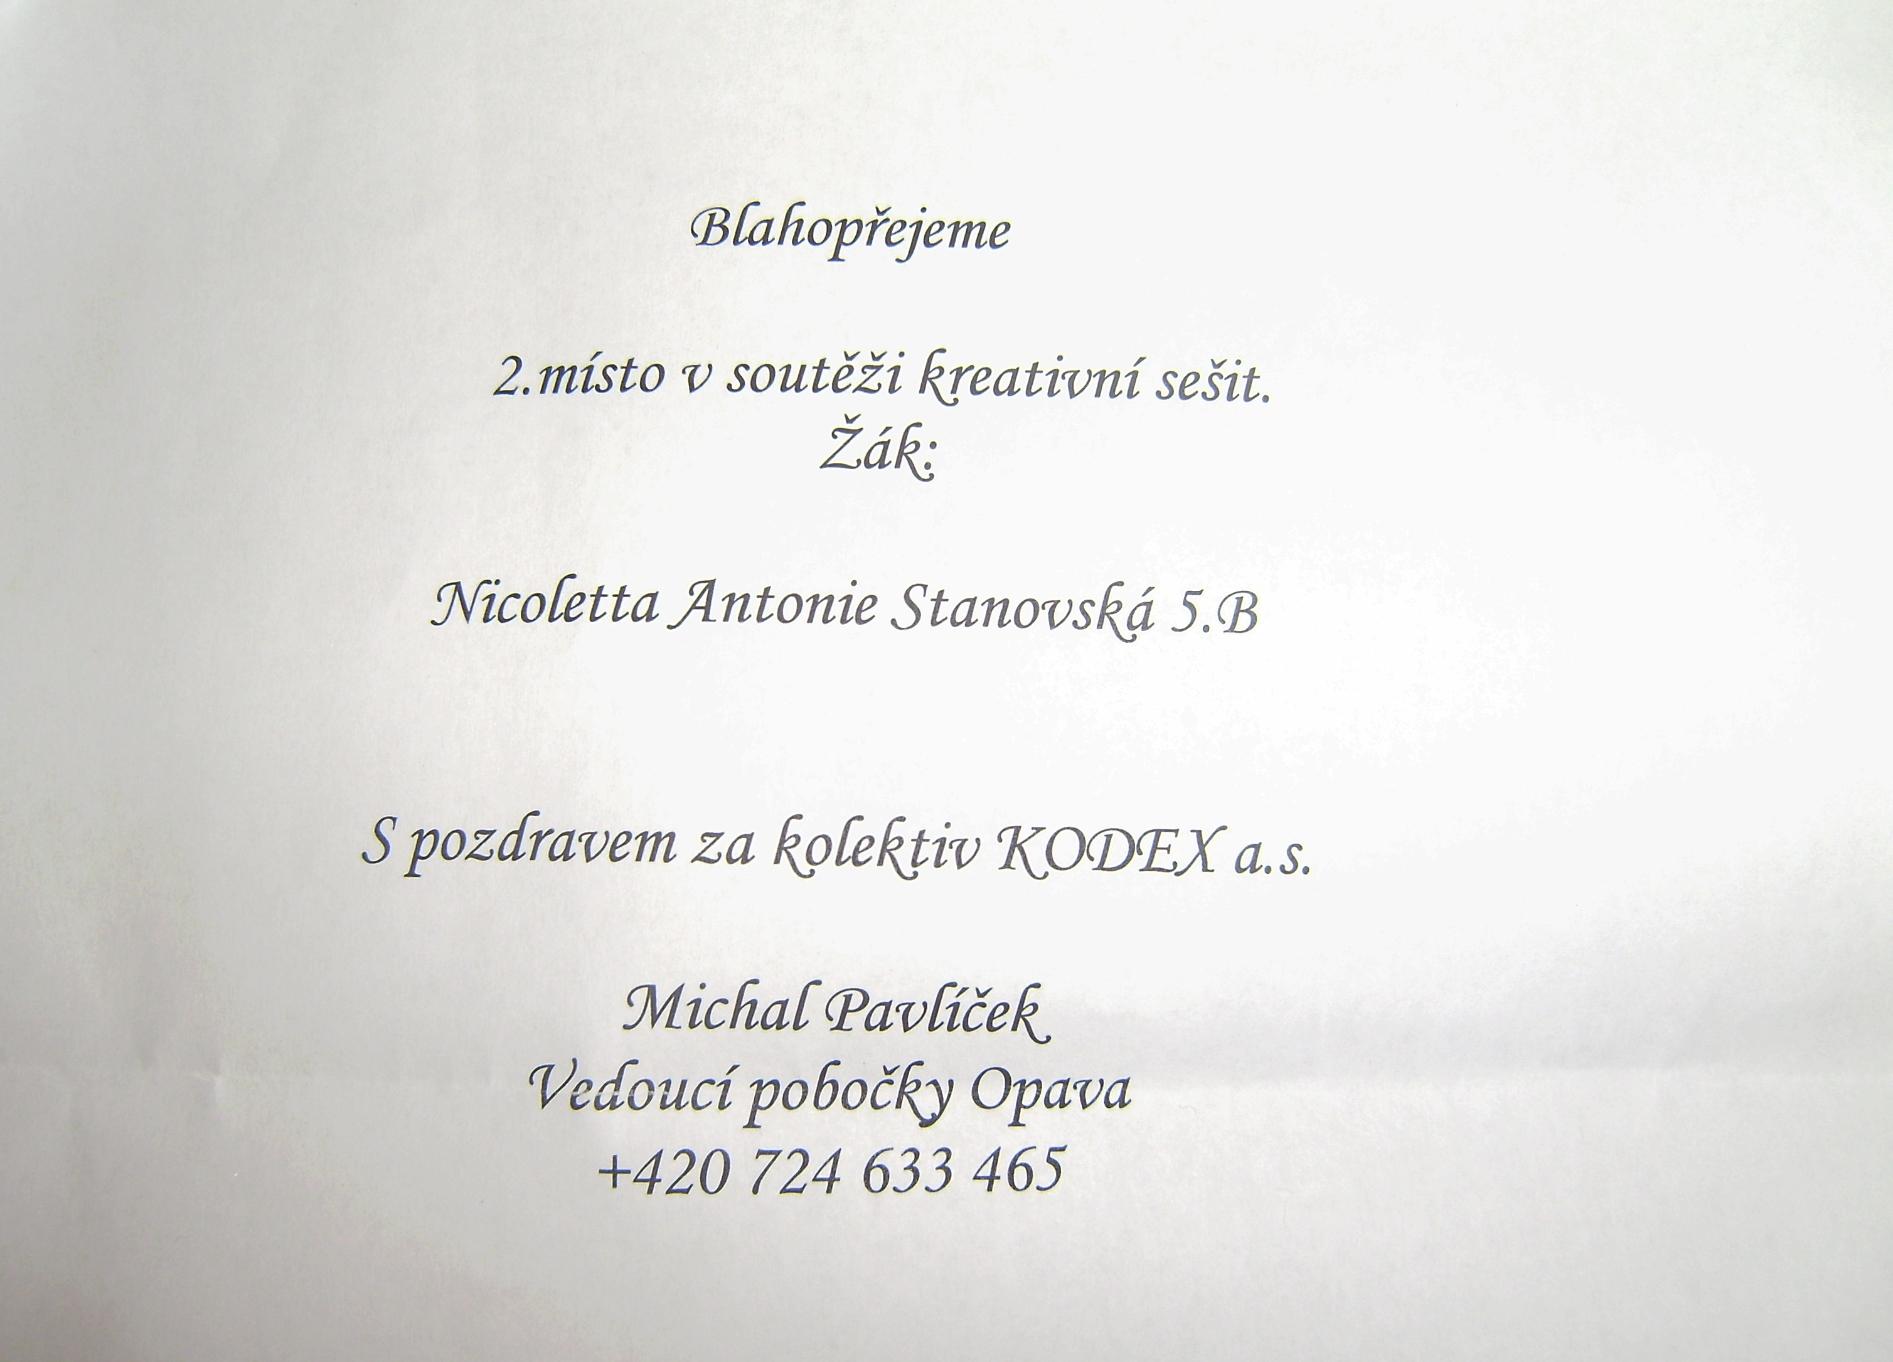 Blahopřejeme
2.místo v soutěži kreativní sešit.
Žák:
Nicoletta Antonie Stanovská 5.B
S pozdravem za kolektiv KODEX a.s.
Michal Pavlíček
Vedoucí pobočky Opava
+420 724 633 465